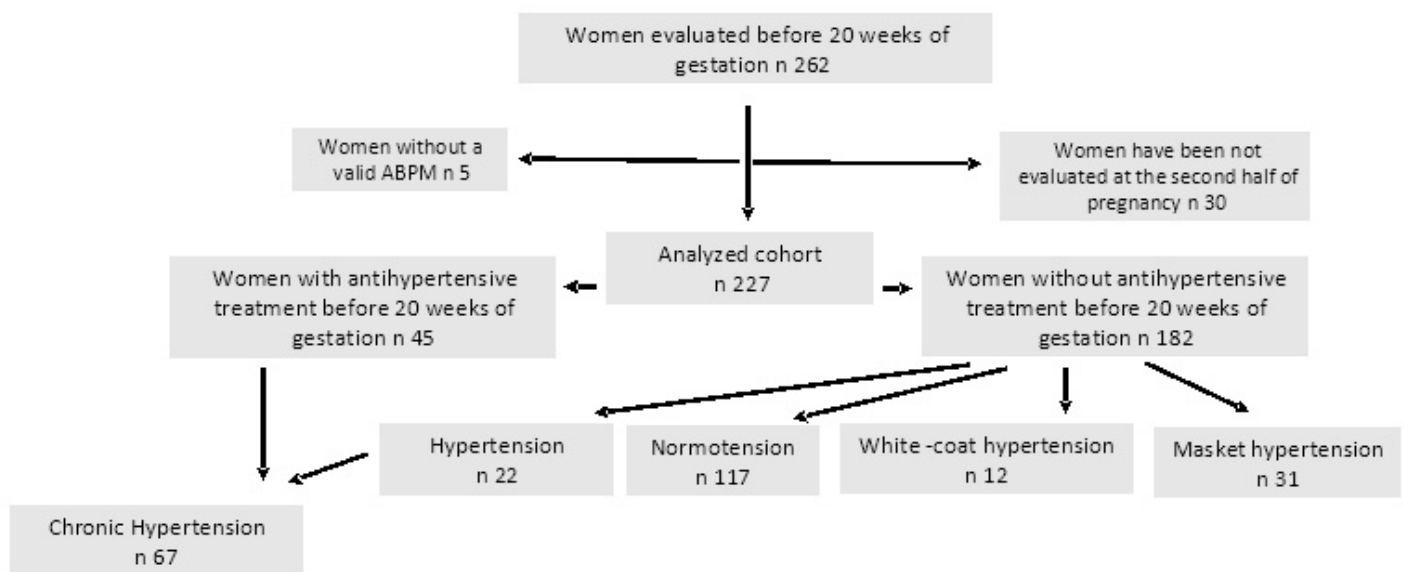 Women evaluated before 20 weeks of
gestation n 262
Women without a
valid ABPM n 5
Women have been not
evaluated at the second half of
pregnancy n 30
Analyzed cohort
n 227
Women with antihypertensive
treatment before 20 weeks of
gestation n 45
Women without antihypertensive
treatment before 20 weeks of
gestation n 182
Hypertension
n 22
Normotension
n 117
White -coat hypertension
n 12
Masket hypertension
n 31
Chronic Hypertension
n 67